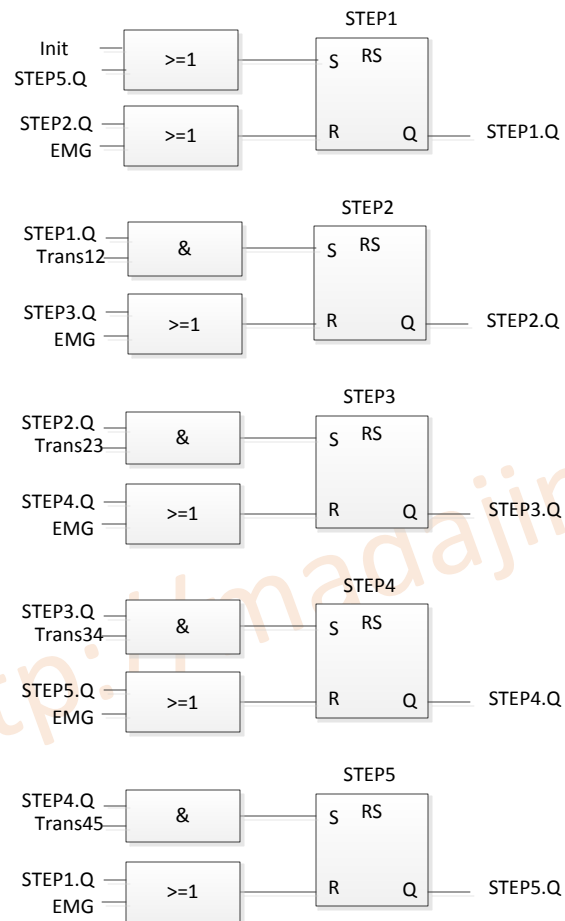 STEP1
Init
STEP5.Q
>=1
S RS
STEP2.Q
EMG
>=1
R Q
STEP1.Q
STEP2
STEP1.Q
Trans12
&
S RS
STEP3.Q
EMG
>=1
R Q
STEP2.Q
STEP3
STEP2.Q
Trans23
&
S RS
STEP4.Q
EMG
>=1
R Q
STEP3.Q
STEP4
STEP3.Q
Trans34
&
S RS
STEP5.Q
EMG
>=1
R Q
STEP4.Q
STEP5
STEP4.Q
Trans45
&
S RS
STEP1.Q
EMG
>=1
R Q
STEP5.Q
tp://madajin